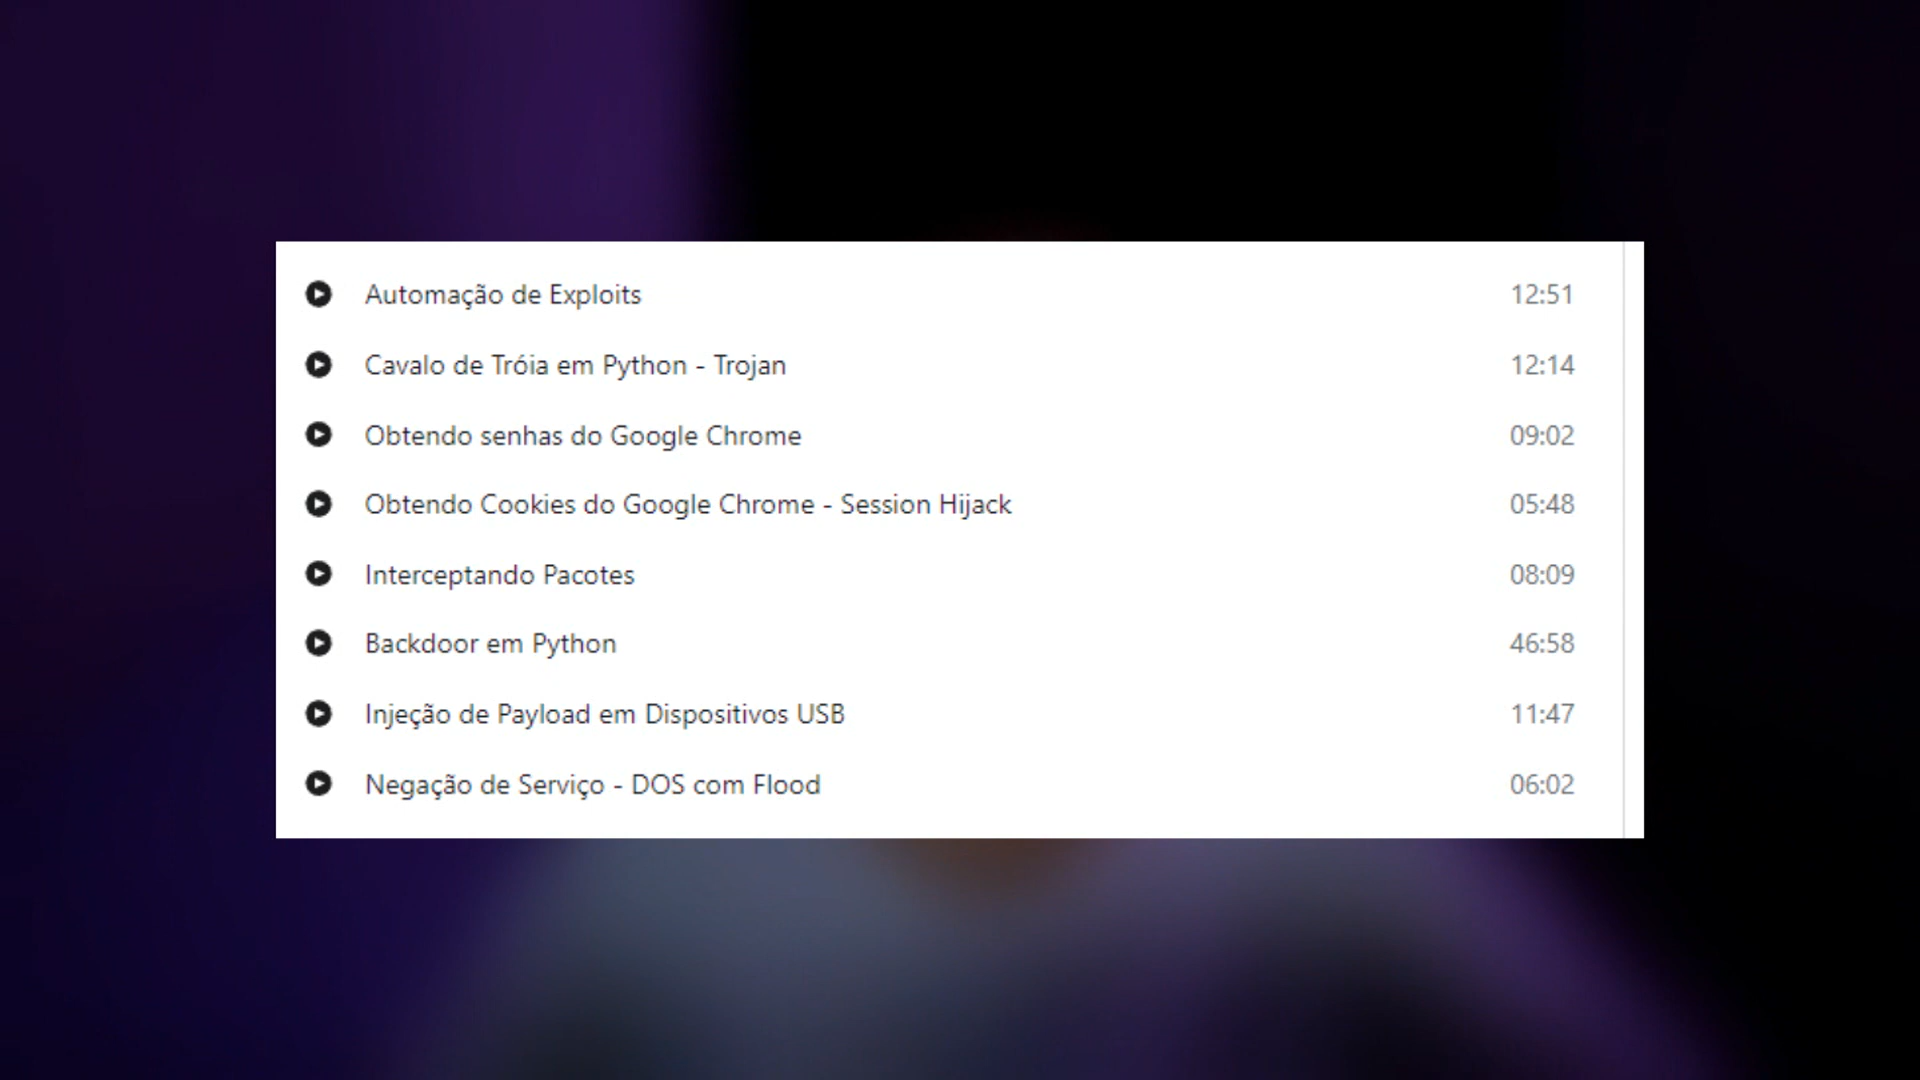 Automação de Exploits 12:51
Cavalo de Tróia em Python - Trojan 12:14
Obtendo senhas do Google Chrome 09:02
Obtendo Cookies do Google Chrome - Session Hijack 05:48
Interceptando Pacotes 08:09
Backdoor em Python 46:58
Injeção de Payload em Dispositivos USB 11:47
Negação de Serviço - DOS com Flood 06:02